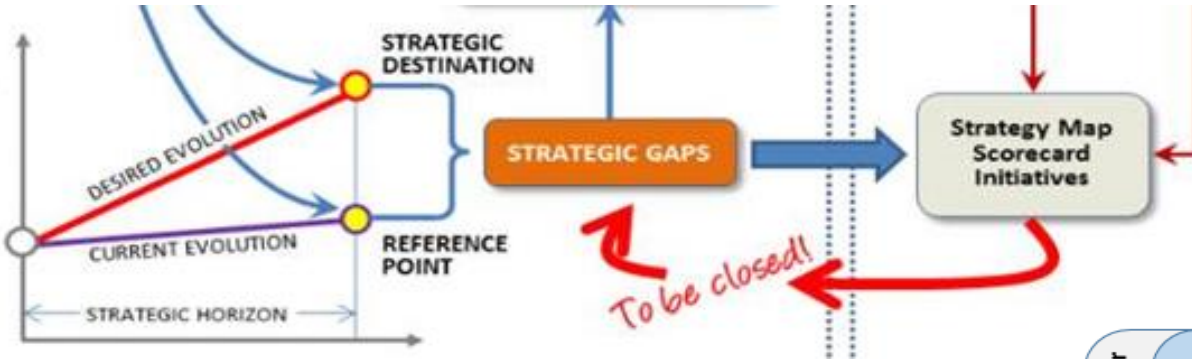 STRATEGIC
DESTINATION
DESIRED EVOLUTION
STRATEGIC GAPS
Strategy Map
Scorecard
Initiatives
CURRENT EVOLUTION
REFERENCE
POINT
To be closed!
STRATEGIC HORIZON